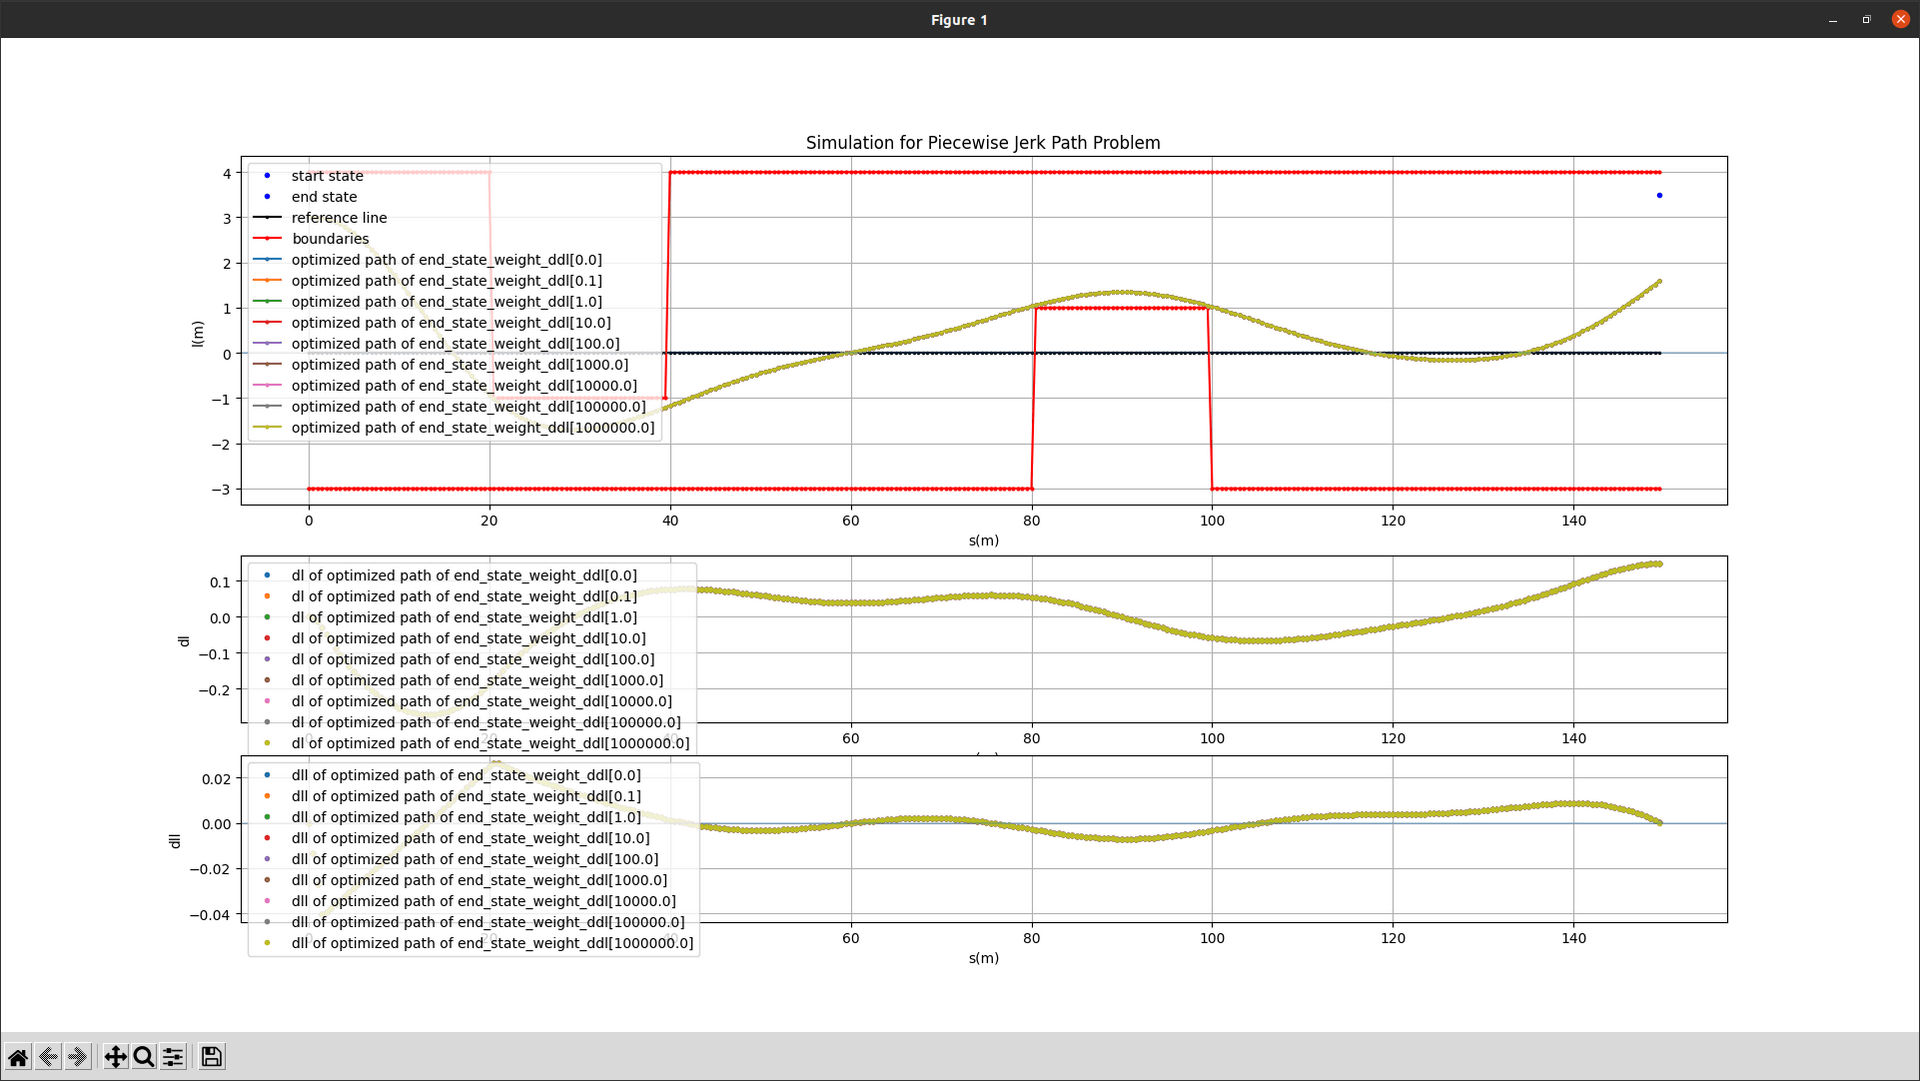 Figure 1
Simulation for Piecewise Jerk Path Problem
4
3
2
1
0
−1
−2
−3
l(m)
start state
end state
reference line
boundaries
optimized path of end_state_weight_ddl[0.0]
optimized path of end_state_weight_ddl[0.1]
optimized path of end_state_weight_ddl[1.0]
optimized path of end_state_weight_ddl[10.0]
optimized path of end_state_weight_ddl[100.0]
optimized path of end_state_weight_ddl[1000.0]
optimized path of end_state_weight_ddl[10000.0]
optimized path of end_state_weight_ddl[100000.0]
optimized path of end_state_weight_ddl[1000000.0]
0 20 40 60 80 100 120 140
s(m)
0.1
0.0
−0.1
−0.2
dl
dl of optimized path of end_state_weight_ddl[0.0]
dl of optimized path of end_state_weight_ddl[0.1]
dl of optimized path of end_state_weight_ddl[1.0]
dl of optimized path of end_state_weight_ddl[10.0]
dl of optimized path of end_state_weight_ddl[100.0]
dl of optimized path of end_state_weight_ddl[1000.0]
dl of optimized path of end_state_weight_ddl[10000.0]
dl of optimized path of end_state_weight_ddl[100000.0]
dl of optimized path of end_state_weight_ddl[1000000.0]
0 20 40 60 80 100 120 140
0.02
0.00
−0.02
−0.04
dll
dll of optimized path of end_state_weight_ddl[0.0]
dll of optimized path of end_state_weight_ddl[0.1]
dll of optimized path of end_state_weight_ddl[1.0]
dll of optimized path of end_state_weight_ddl[10.0]
dll of optimized path of end_state_weight_ddl[100.0]
dll of optimized path of end_state_weight_ddl[1000.0]
dll of optimized path of end_state_weight_ddl[10000.0]
dll of optimized path of end_state_weight_ddl[100000.0]
dll of optimized path of end_state_weight_ddl[1000000.0]
0 20 40 60 80 100 120 140
s(m)